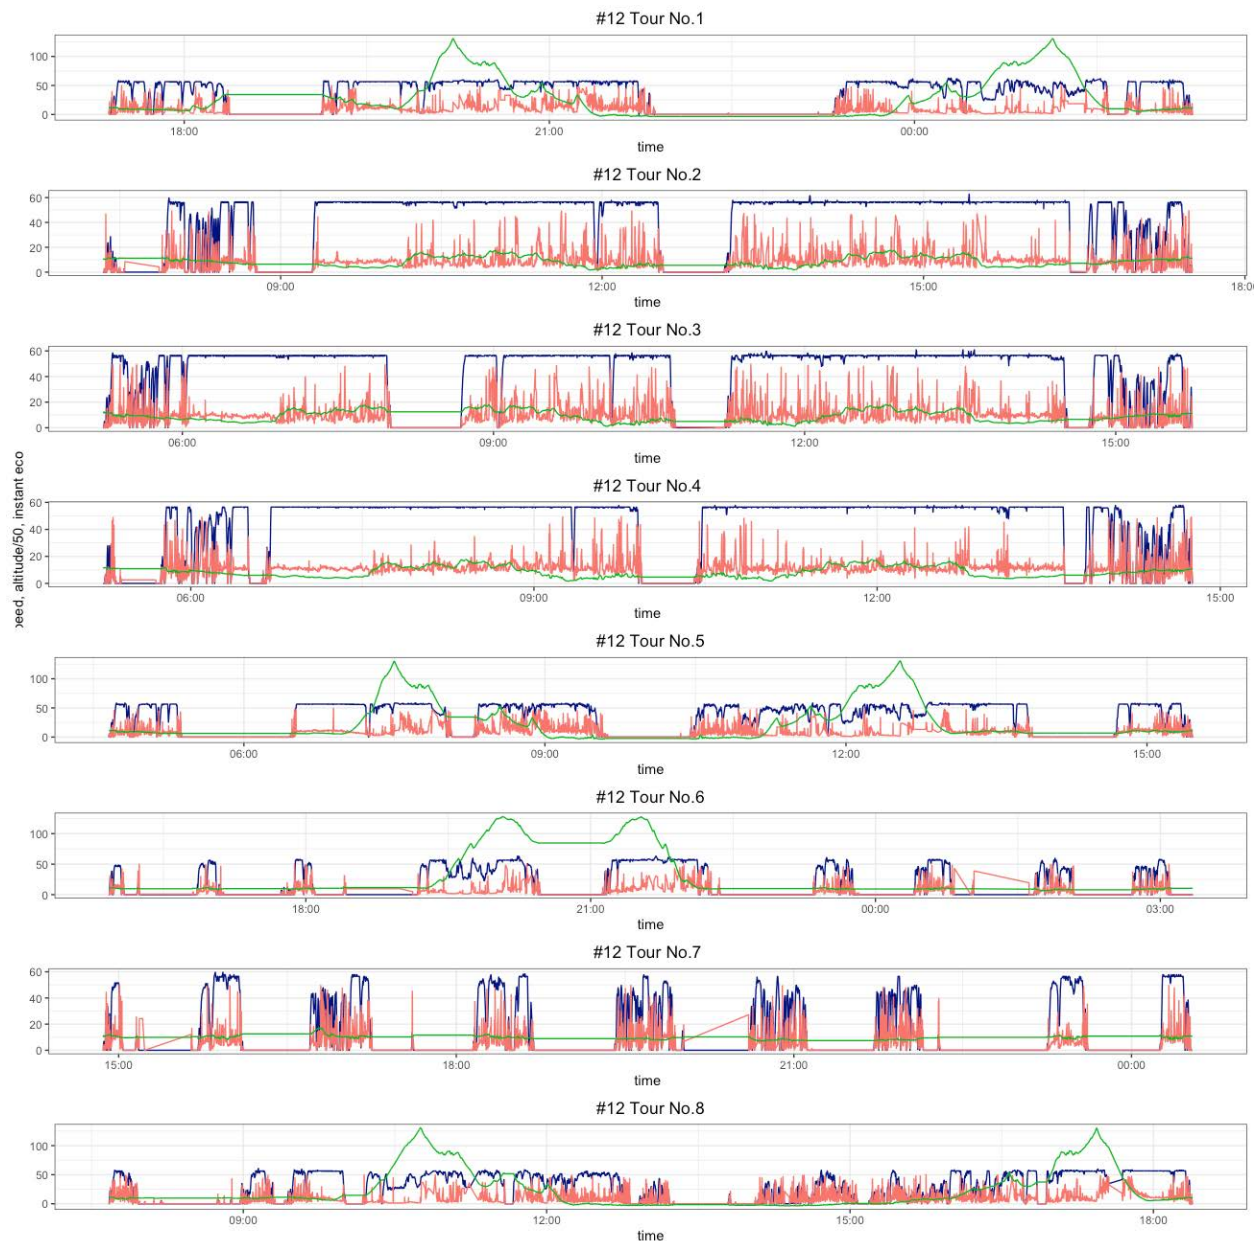 #12 Tour No.1
100
50
0
18:00 21:00 00:00
time
#12 Tour No.2
60
40
20
0
09:00 12:00 15:00 18:0
time
#12 Tour No.3
60
40
20
0
06:00 09:00 12:00 15:00
time
peed, altitude/50, instant eco
#12 Tour No.4
60
40
20
0
06:00 09:00 12:00 15:00
time
#12 Tour No.5
100
50
0
06:00 09:00 12:00 15:00
time
#12 Tour No.6
100
50
0
18:00 21:00 00:00 03:00
time
#12 Tour No.7
60
40
20
0
15:00 18:00 21:00 00:00
time
#12 Tour No.8
100
50
0
09:00 12:00 15:00 18:00
time